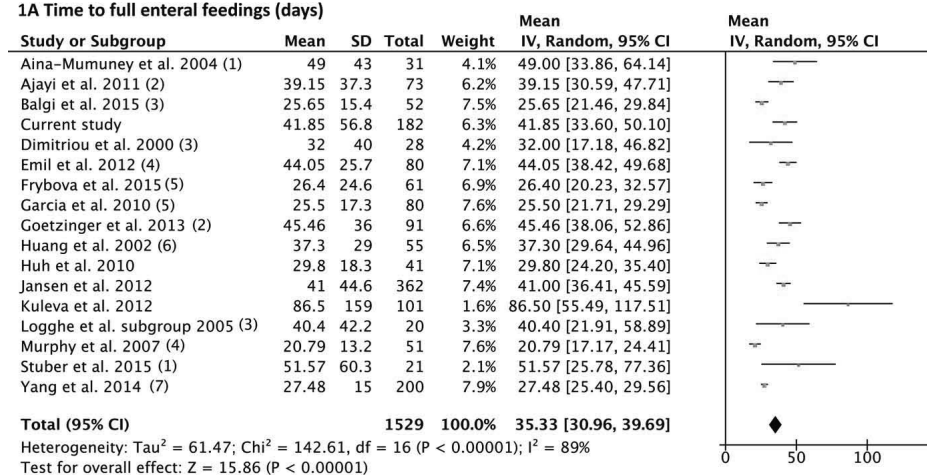 1A Time to full enteral feedings (days)
Mean Mean
Study or Subgroup Mean SD Total Weight IV, Random, 95% CI IV, Random, 95% CI
Aina-Mumuney et al. 2004 (1) 49 43 31 4.1% 49.00 [33.86, 64.14]
Ajayi et al. 2011 (2) 39.15 37.3 73 6.2% 39.15 [30.59, 47.71]
Balgi et al. 2015 (3) 25.65 15.4 52 7.5% 25.65 [21.46, 29.84]
Current study 41.85 56.8 182 6.3% 41.85 [33.60, 50.10]
Dimitriou et al. 2000 (3) 32 40 28 4.2% 32.00 [17.18, 46.82]
Emil et al. 2012 (4) 44.05 25.7 80 7.1% 44.05 [38.42, 49.68]
Frybova et al. 2015 (5) 26.4 24.6 61 6.9% 26.40 [20.23, 32.57]
Garcia et al. 2010 (5) 25.5 17.3 80 7.6% 25.50 [21.71, 29.29]
Goetzinger et al. 2013 (2) 45.46 36 91 6.6% 45.46 [38.06, 52.86]
Huang et al. 2002 (6) 37.3 29 55 6.5% 37.30 [29.64, 44.96]
Huh et al. 2010 29.8 18.3 41 7.1% 29.80 [24.20, 35.40]
Jansen et al. 2012 41 44.6 362 7.4% 41.00 [36.41, 45.59]
Kuleva et al. 2012 86.5 159 101 1.6% 86.50 [55.49, 117.51]
Logghe et al. subgroup 2005 (3) 40.4 42.2 20 3.3% 40.40 [21.91, 58.89]
Murphy et al. 2007 (4) 20.79 13.2 51 7.6% 20.79 [17.17, 24.41]
Stuber et al. 2015 (1) 51.57 60.3 21 2.1% 51.57 [25.78, 77.36]
Yang et al. 2014 (7) 27.48 15 200 7.9% 27.48 [25.40, 29.56]
Total (95% CI) 1529 100.0% 35.33 [30.96, 39.69]
Heterogeneity: Tau² = 61.47; Chi² = 142.61, df = 16 (P < 0.00001); I² = 89%
Test for overall effect: Z = 15.86 (P < 0.00001)
0 50 100